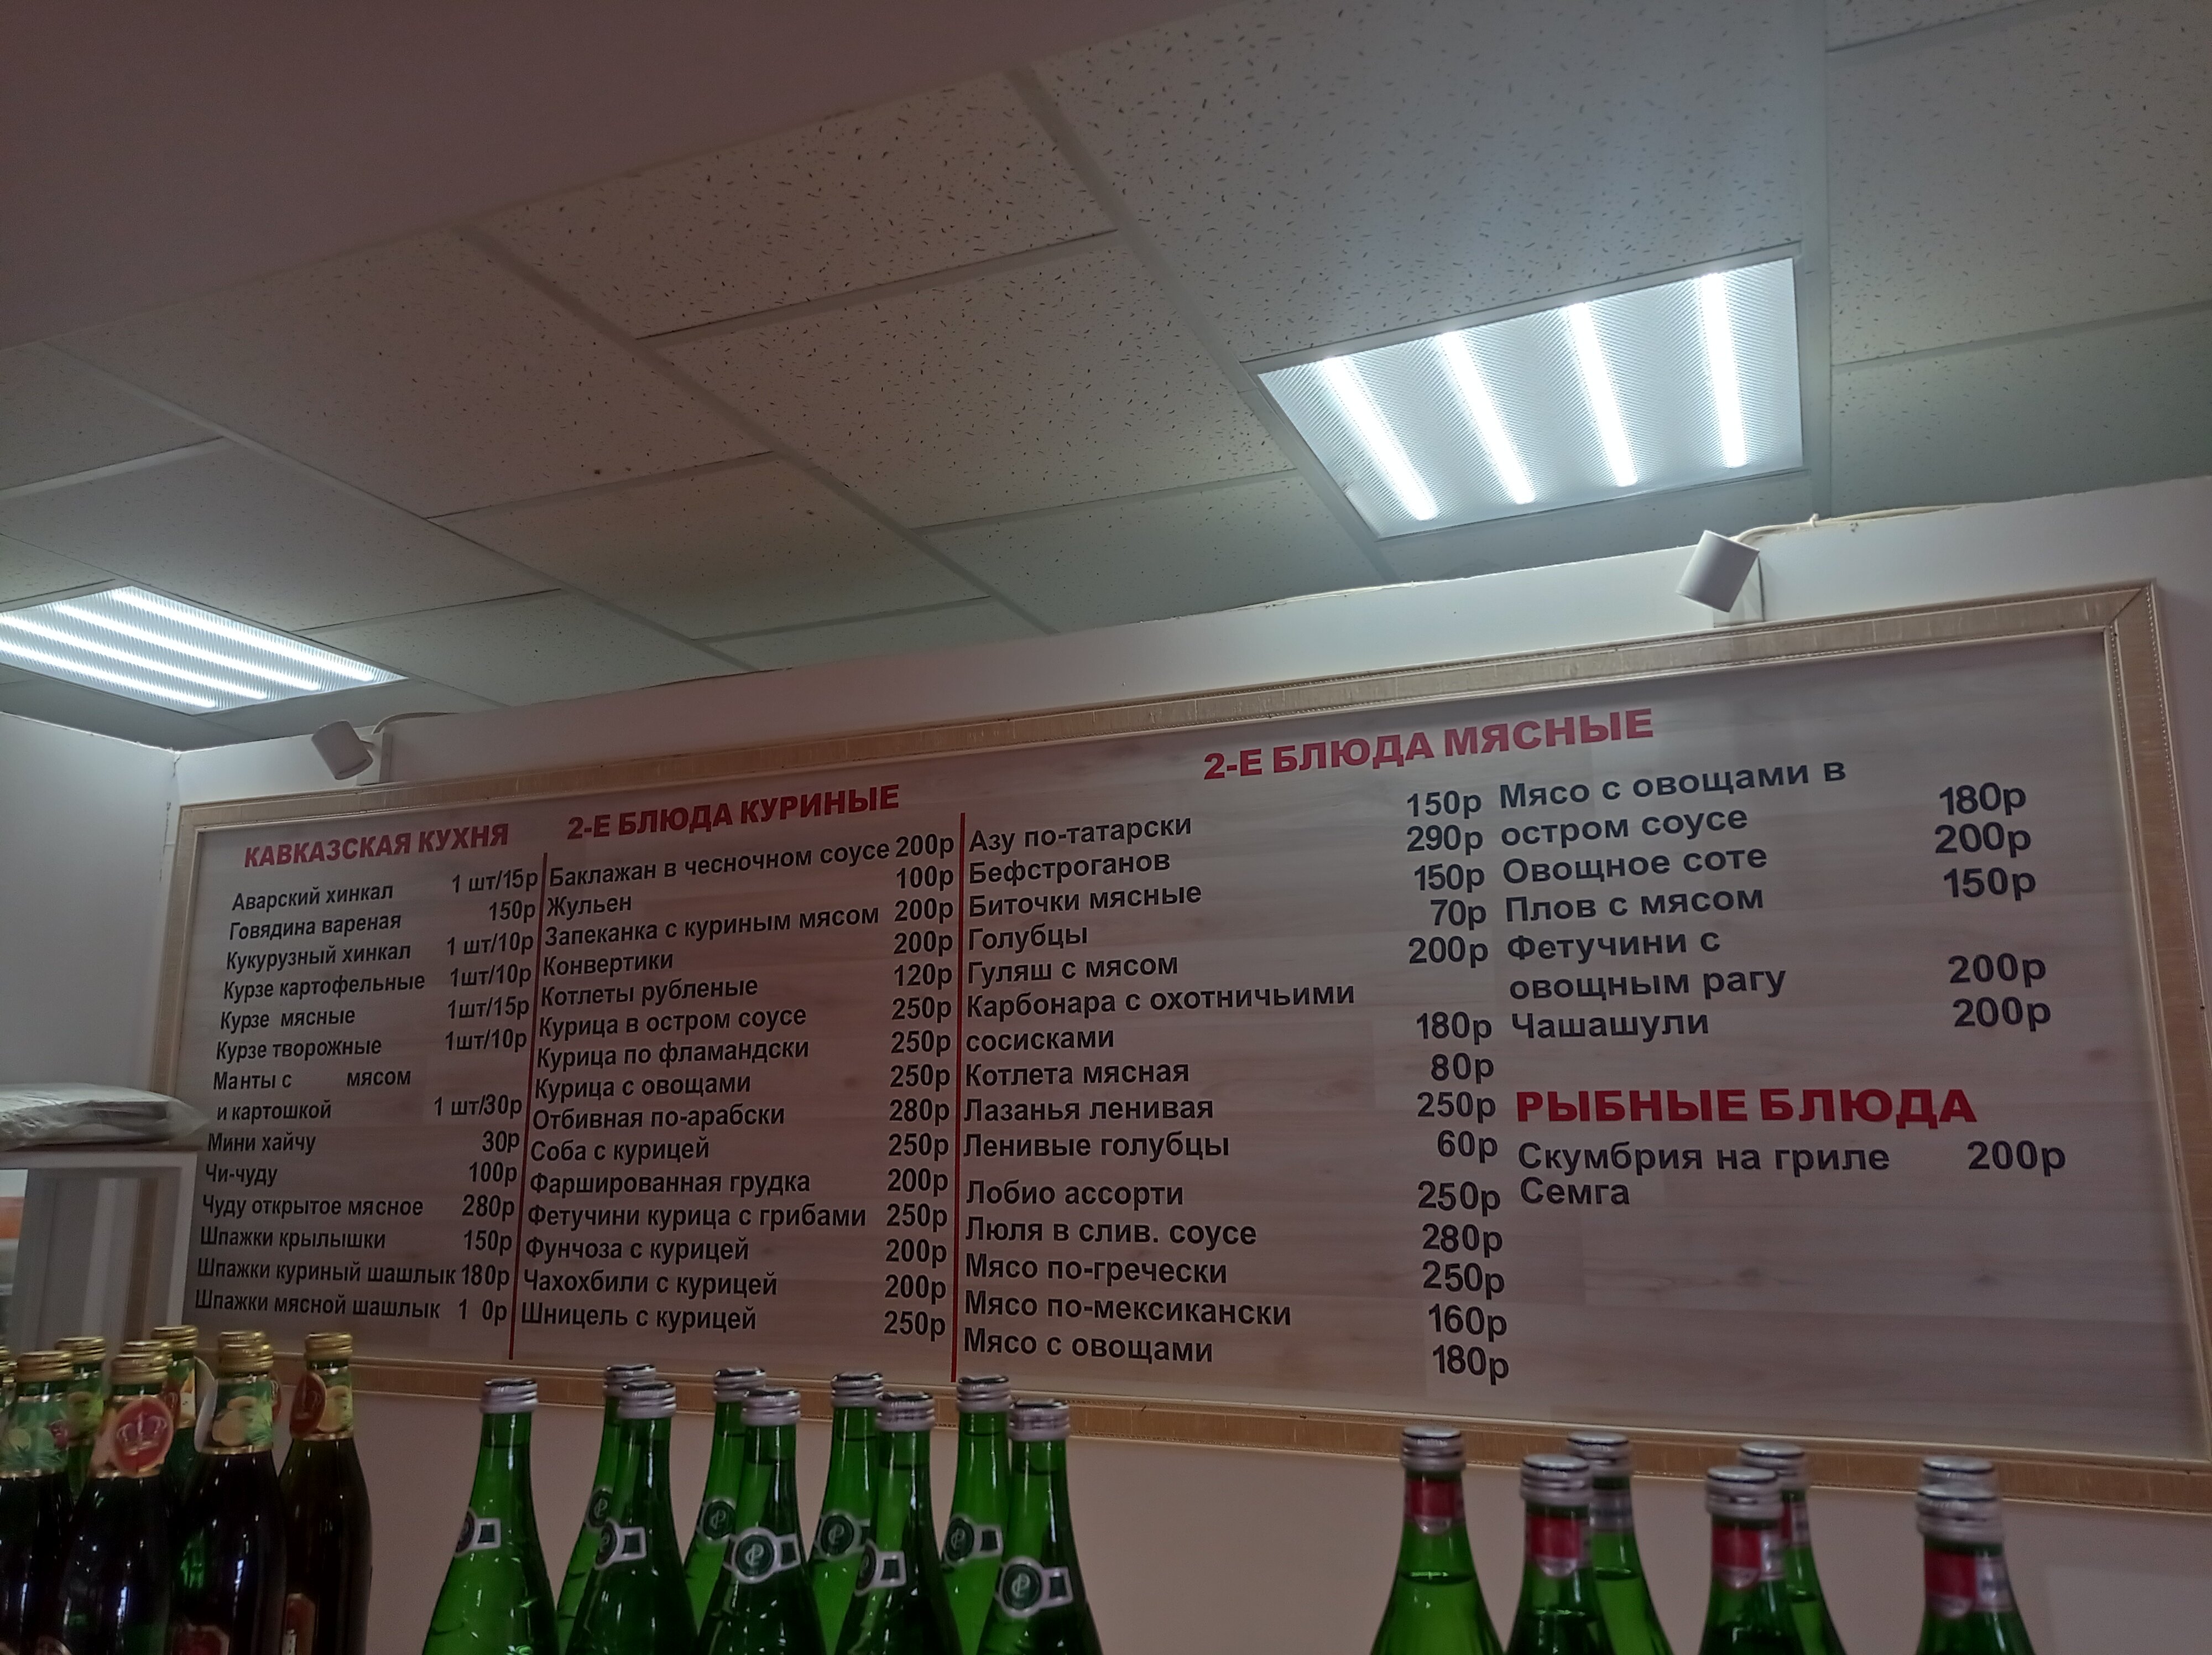 КАВКАЗСКАЯ КУХНЯ
Аварский хинкал 1 шт/15р
Говядина вареная 150р
Кукурузный хинкал 1 шт/10р
Курзе картофельные 1шт/10р
Курзе мясные 1шт/15р
Курзе творожные 1шт/10р
Манты с мясом
и картошкой 1 шт/30р
Мини хайчу 30р
Чи-чуду 100р
Чуду открытое мясное 280р
Шпажки крылышки 150р
Шпажки куриный шашлык 180р
Шпажки мясной шашлык 1 0р
2-Е БЛЮДА КУРИНЫЕ
Баклажан в чесночном соусе 200р
Жульен 100р
Запеканка с куриным мясом 200р
Конвертики 200р
Котлеты рубленые 120р
Курица в остром соусе 250р
Курица по фламандски 250р
Курица с овощами 250р
Отбивная по-арабски 280р
Соба с курицей 250р
Фаршированная грудка 200р
Фетучини курица с грибами 250р
Фунчоза с курицей 200р
Чахохбили с курицей 200р
Шницель с курицей 250р
2-Е БЛЮДА МЯСНЫЕ
Азу по-татарски 150р
Бефстроганов 290р
Биточки мясные 150р
Голубцы 70р
Гуляш с мясом 200р
Карбонара с охотничьими
сосисками 180р
Котлета мясная 80р
Лазанья ленивая 250р
Ленивые голубцы 60р
Лобио ассорти 250р
Люля в слив. соусе 280р
Мясо по-гречески 250р
Мясо по-мексикански 160р
Мясо с овощами 180р
Мясо с овощами в
остром соусе 180р
Овощное соте 200р
Плов с мясом 150р
Фетучини с
овощным рагу 200р
Чашашули 200р
РЫБНЫЕ БЛЮДА
Скумбрия на гриле 200р
Семга